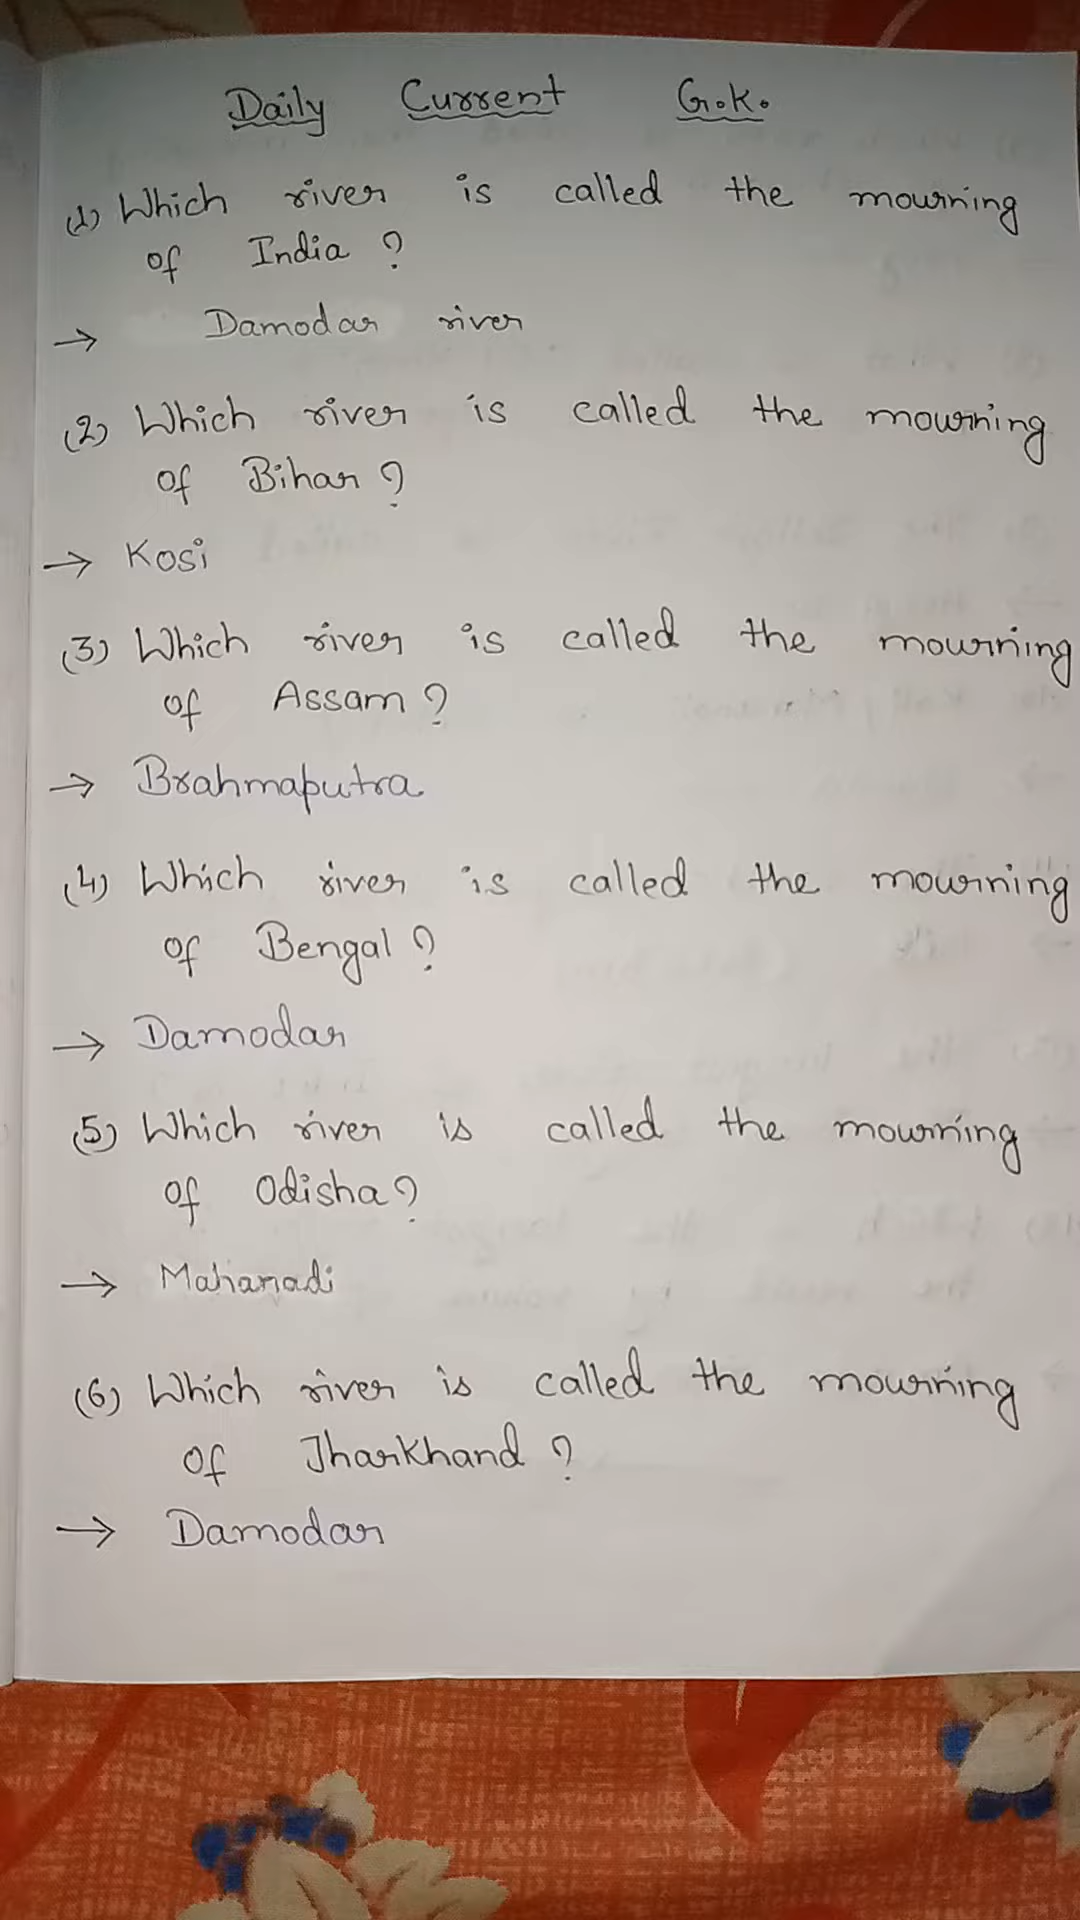 Daily Current G.K.
(1) Which river is called the mourning
of India ?
→ Damodar river
(2) Which river is called the mourning
of Bihar ?
→ Kosi
(3) Which river is called the mourning
of Assam ?
→ Brahmaputra
(4) Which river is called the mourning
of Bengal ?
→ Damodar
(5) Which river is called the mourning
of Odisha ?
→ Mahanadi
(6) Which river is called the mourning
of Jharkhand ?
→ Damodar